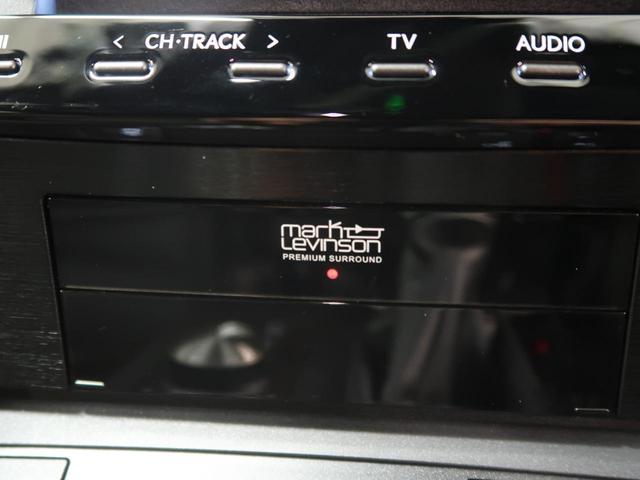 < CH·TRACK > TV AUDIO
mark
Levinson
PREMIUM SURROUND